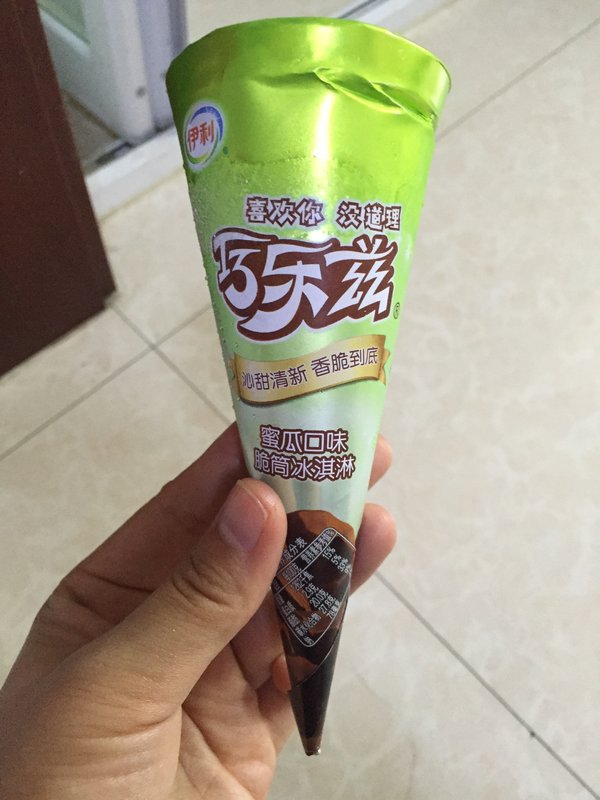 伊利
喜欢你 没道理
巧乐兹®
沁甜清新 香脆到底
蜜瓜口味
脆筒冰淇淋